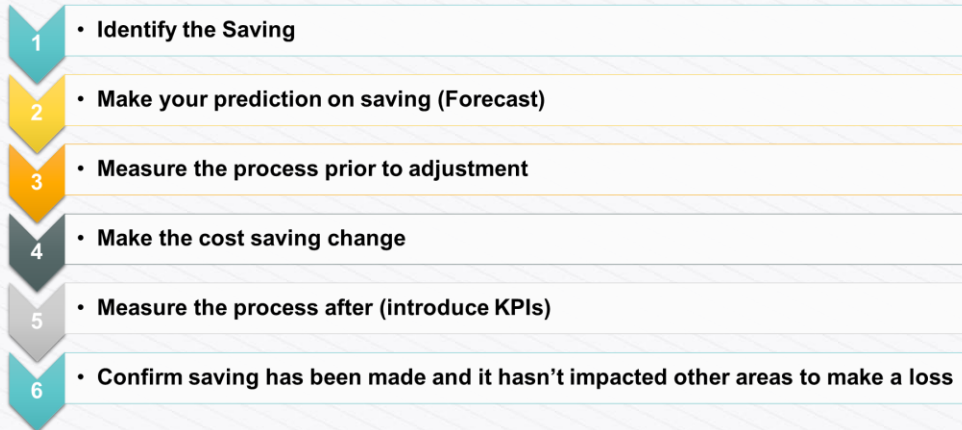 1 • Identify the Saving
2 • Make your prediction on saving (Forecast)
3 • Measure the process prior to adjustment
4 • Make the cost saving change
5 • Measure the process after (introduce KPIs)
6 • Confirm saving has been made and it hasn’t impacted other areas to make a loss